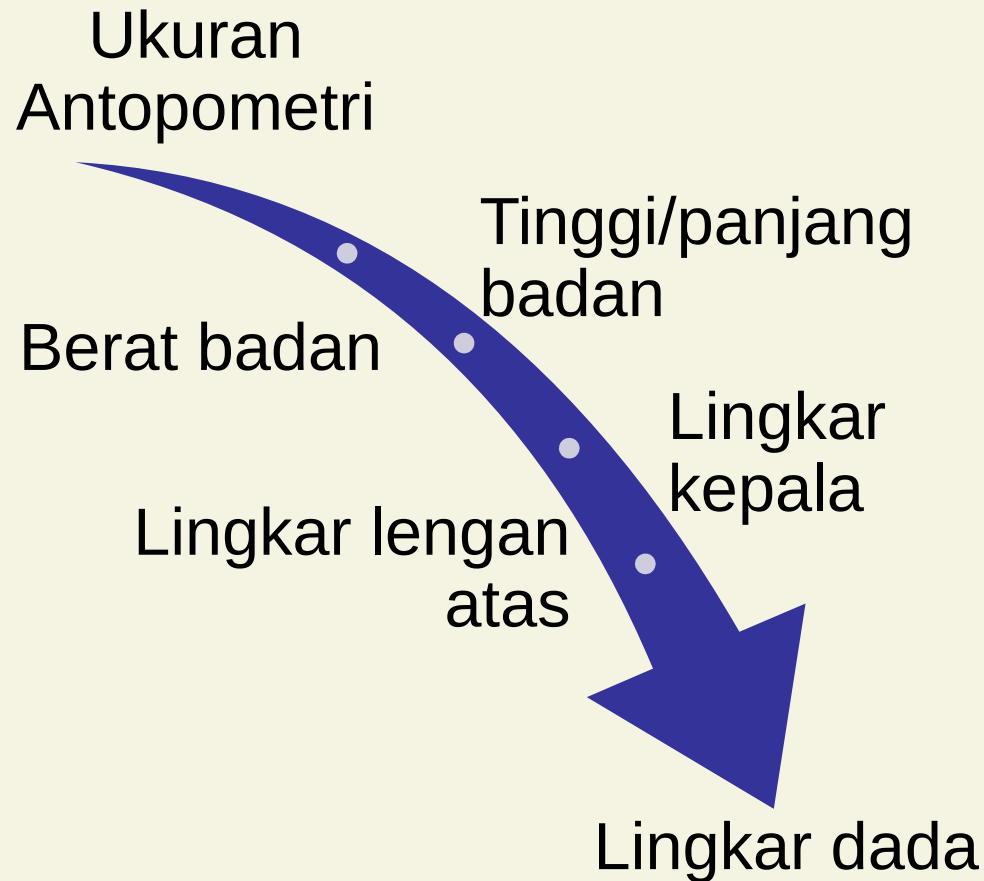 Ukuran
Antopometri
Tinggi/panjang
badan
Berat badan
Lingkar
kepala
Lingkar lengan
atas
Lingkar dada